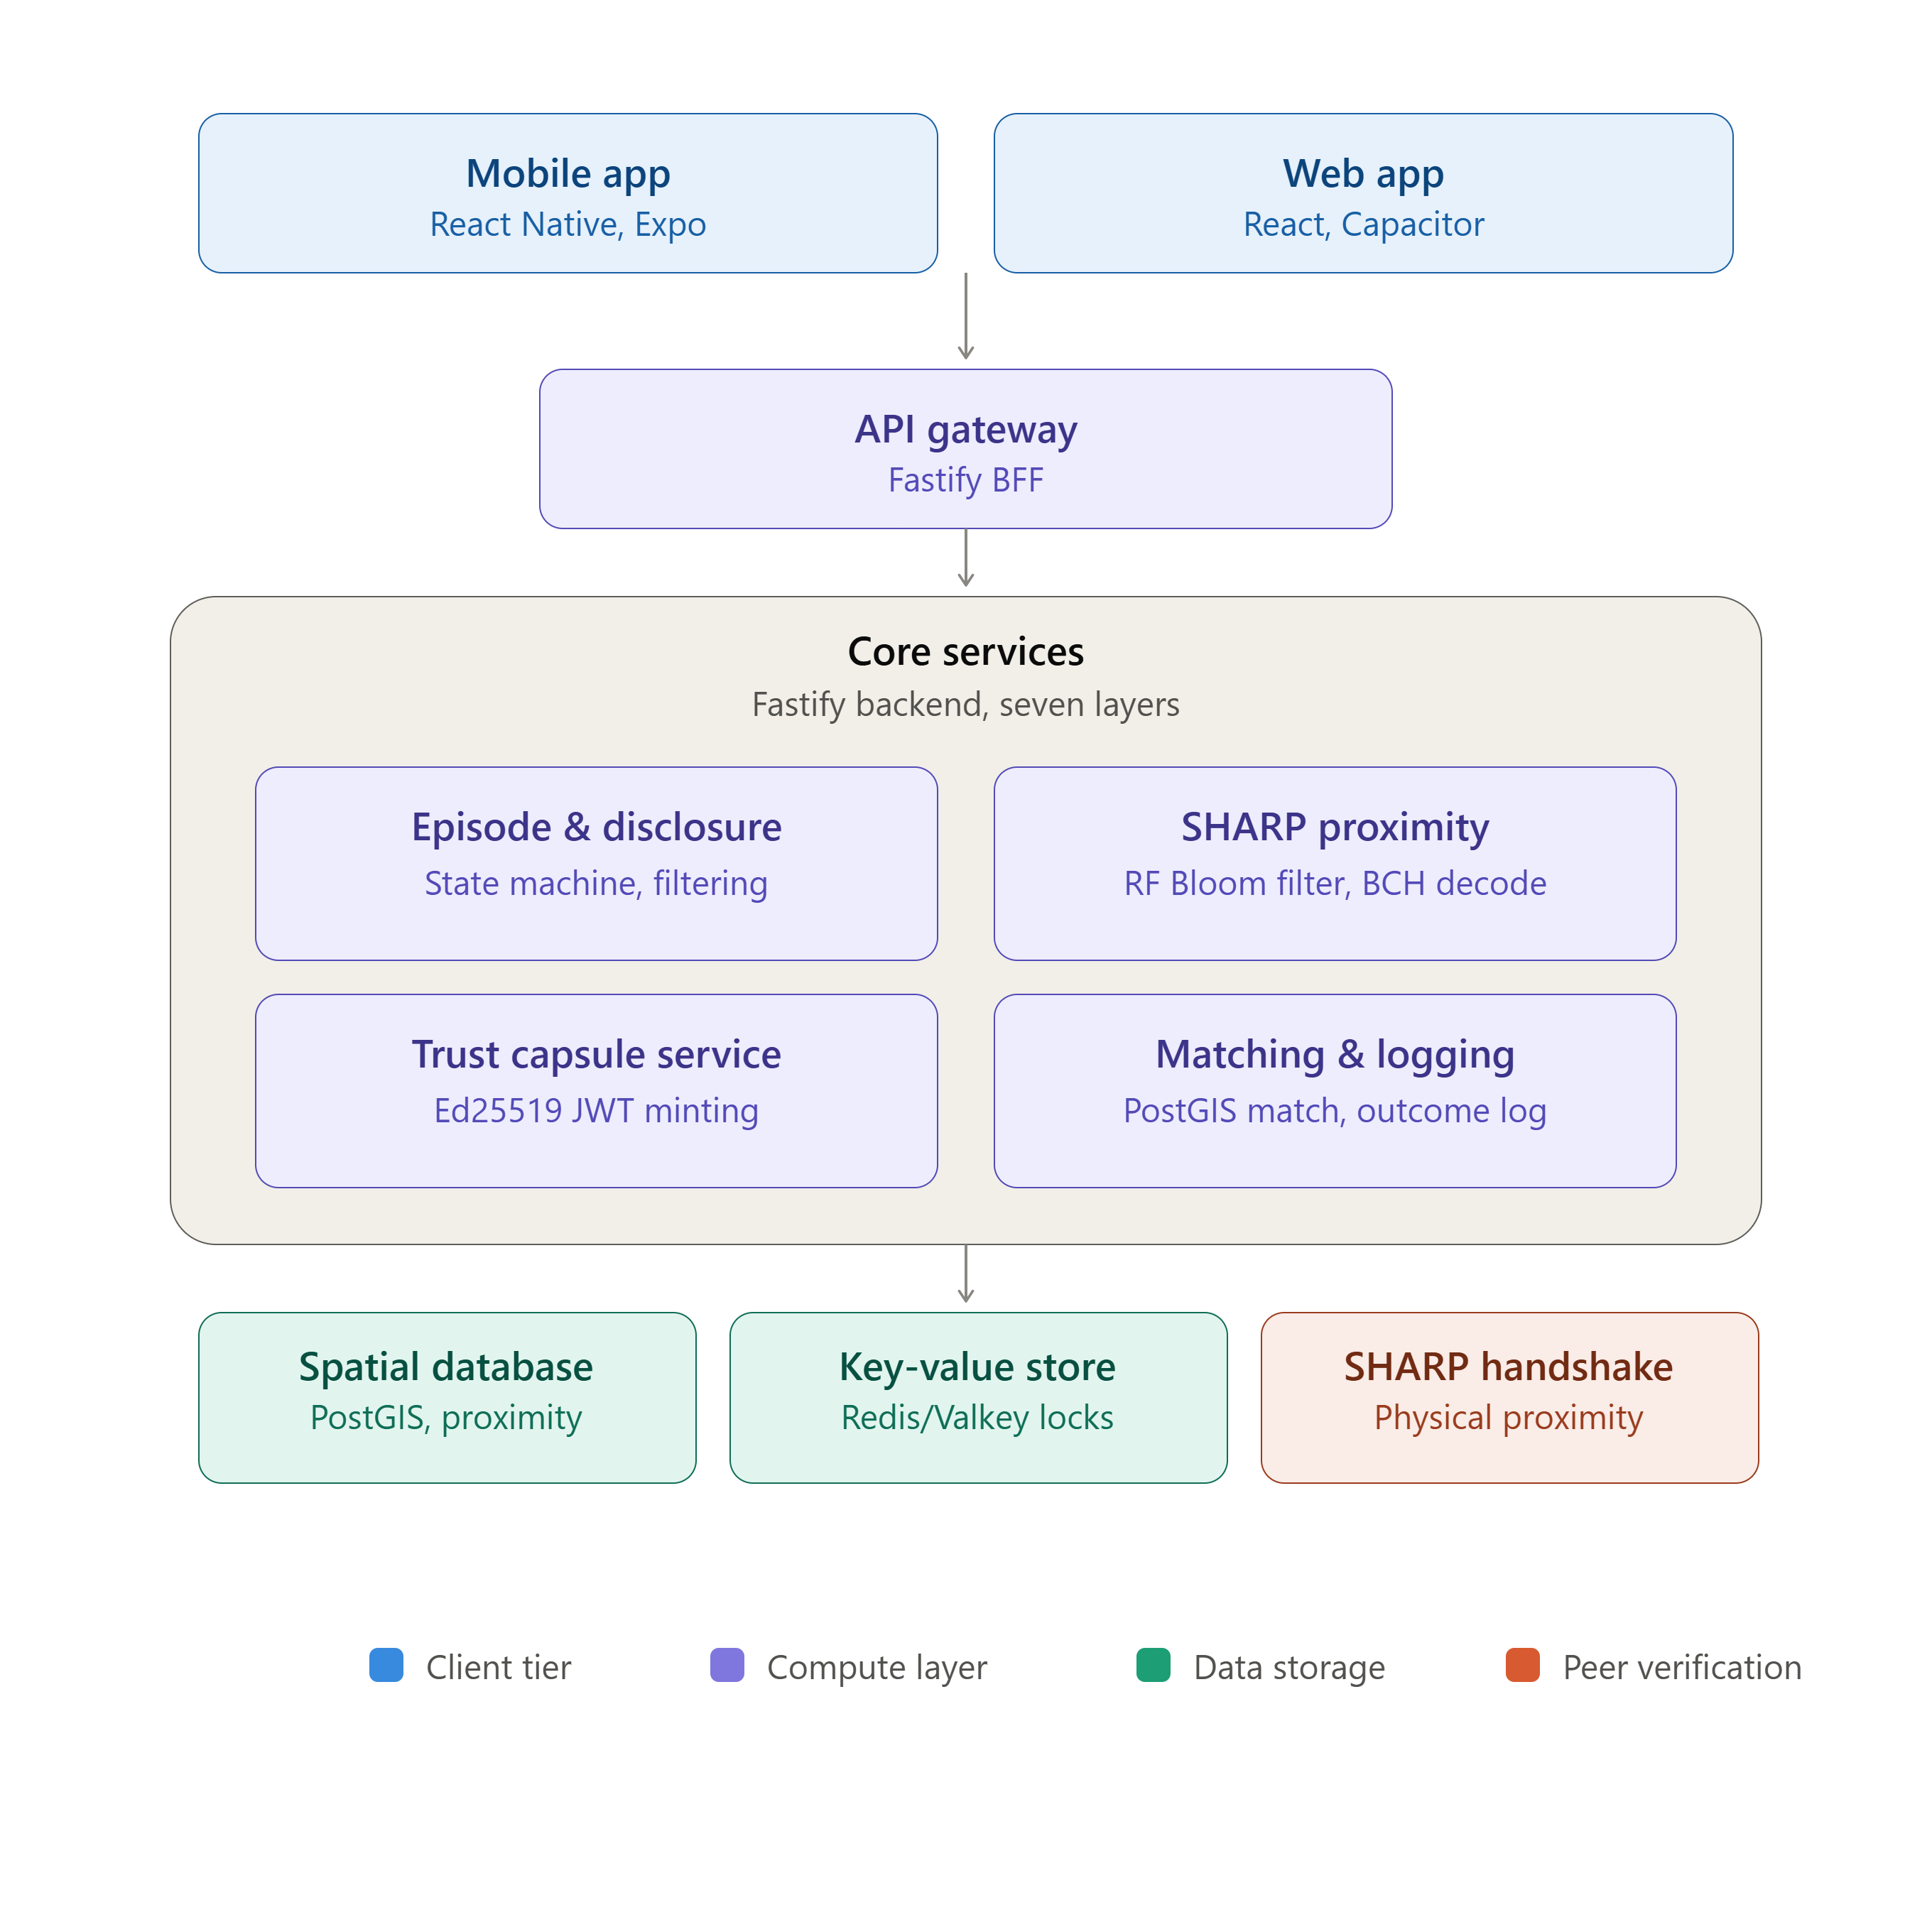 Mobile app
React Native, Expo
Web app
React, Capacitor
API gateway
Fastify BFF
Core services
Fastify backend, seven layers
Episode & disclosure
State machine, filtering
SHARP proximity
RF Bloom filter, BCH decode
Trust capsule service
Ed25519 JWT minting
Matching & logging
PostGIS match, outcome log
Spatial database
PostGIS, proximity
Key-value store
Redis/Valkey locks
SHARP handshake
Physical proximity
Client tier
Compute layer
Data storage
Peer verification